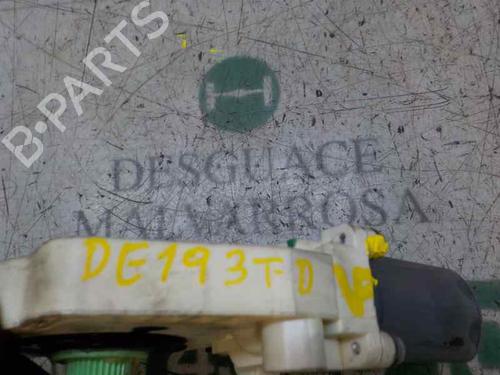 B-PARTS
DESGUACE
MALVARROSA
DE193T-D